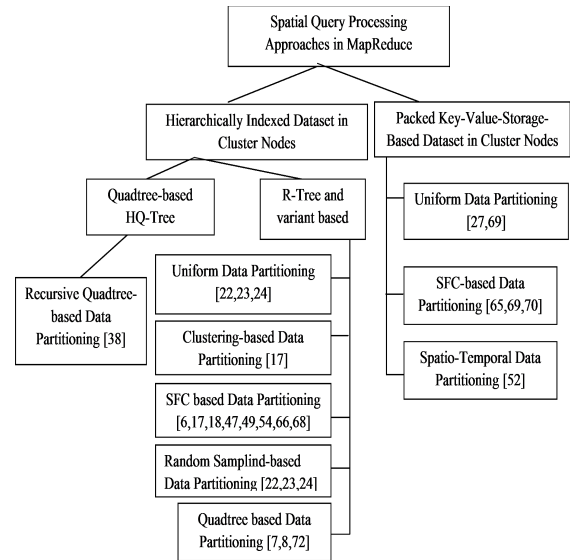 Spatial Query Processing
Approaches in MapReduce
Hierarchically Indexed Dataset in
Cluster Nodes
Packed Key-Value-Storage-
Based Dataset in Cluster Nodes
Quadtree-based
HQ-Tree
R-Tree and
variant based
Recursive Quadtree-
based Data
Partitioning [38]
Uniform Data Partitioning
[22,23,24]
Clustering-based Data
Partitioning [17]
SFC based Data Partitioning
[6,17,18,47,49,54,66,68]
Random Samplind-based
Data Partitioning [22,23,24]
Quadtree based Data
Partitioning [7,8,72]
Uniform Data Partitioning
[27,69]
SFC-based Data
Partitioning [65,69,70]
Spatio-Temporal Data
Partitioning [52]